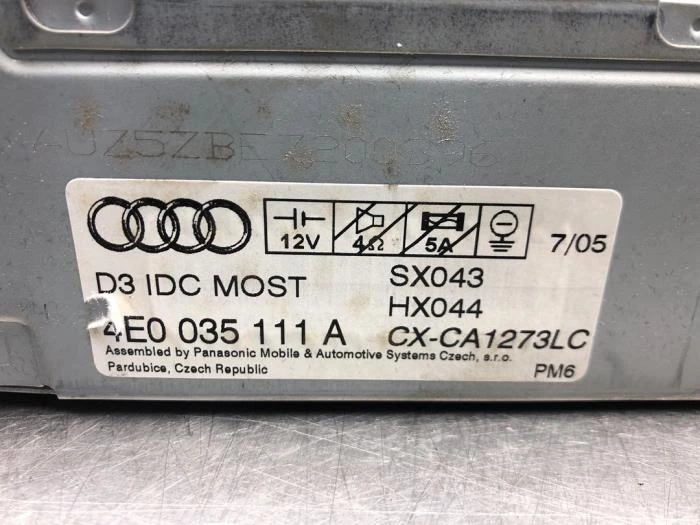 AUZ5ZBE7200996
12V
4Ω
5A
7/05
D3 IDC MOST
SX043
HX044
4E0 035 111 A
CX-CA1273LC
Assembled by Panasonic Mobile & Automotive Systems Czech, s.r.o.
Pardubice, Czech Republic
PM6